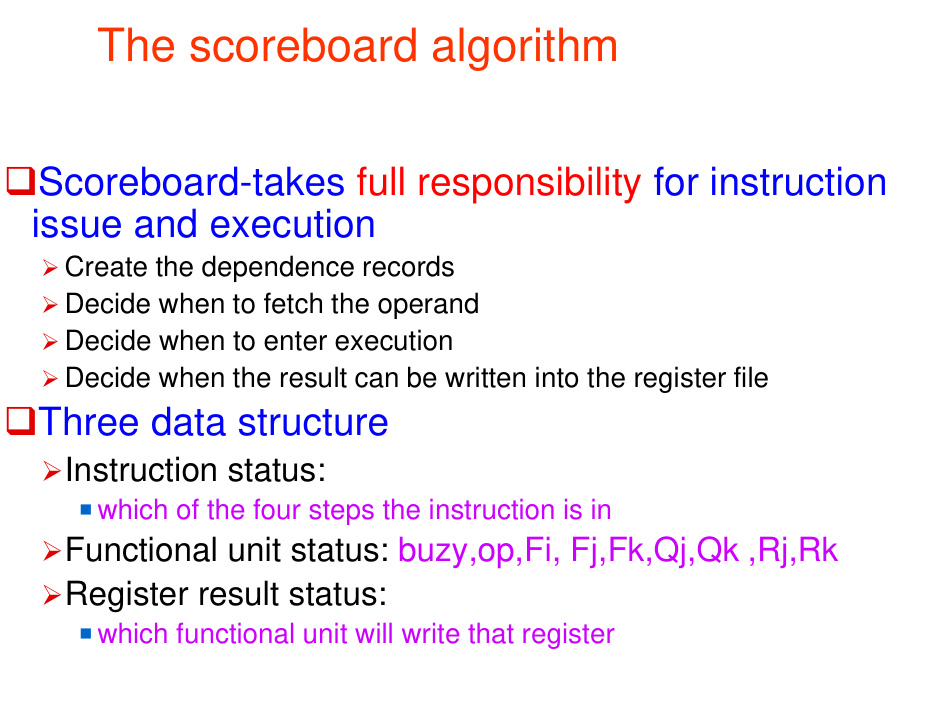 The scoreboard algorithm
Scoreboard-takes full responsibility for instruction
issue and execution
Create the dependence records
Decide when to fetch the operand
Decide when to enter execution
Decide when the result can be written into the register file
Three data structure
Instruction status:
which of the four steps the instruction is in
Functional unit status: buzy,op,Fi, Fj,Fk,Qj,Qk ,Rj,Rk
Register result status:
which functional unit will write that register